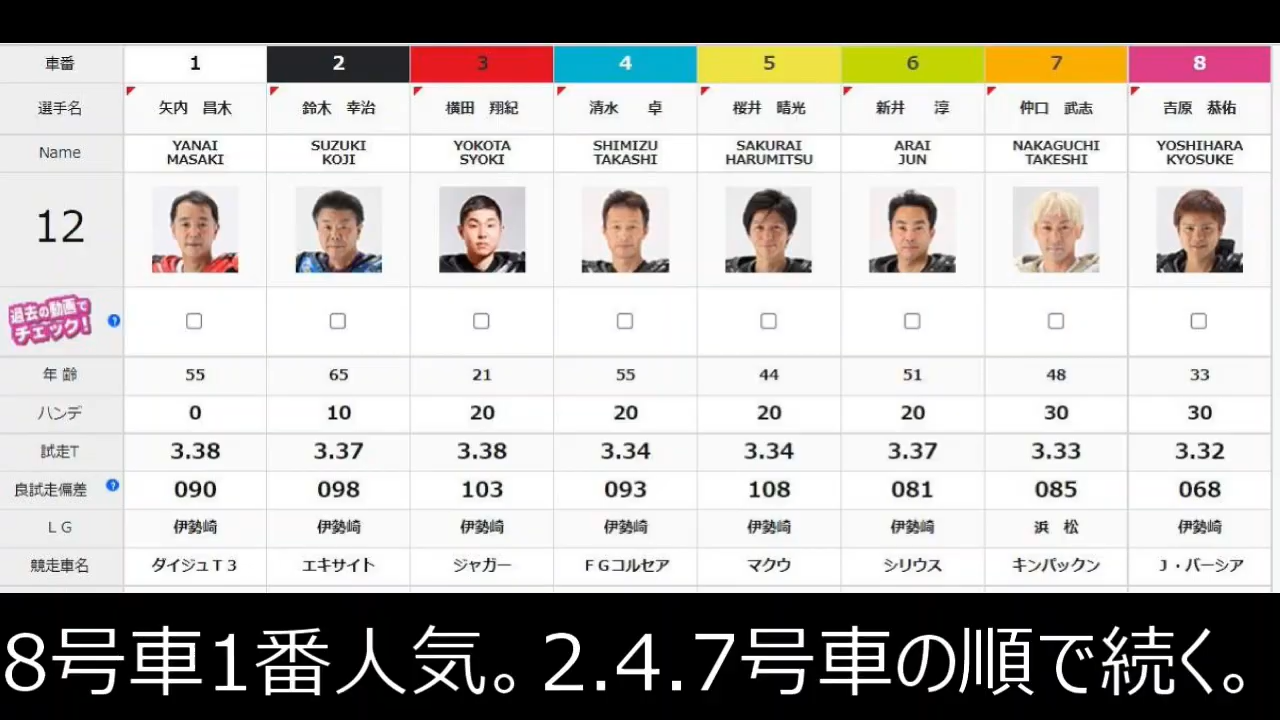 車番 1 2 3 4 5 6 7 8
選手名 矢内　昌木 鈴木　幸治 横田　翔紀 清水　卓 桜井　晴光 新井　淳 仲口　武志 吉原　恭佑
Name YANAI MASAKI SUZUKI KOJI YOKOTA SYOKI SHIMIZU TAKASHI SAKURAI HARUMITSU ARAI JUN NAKAGUCHI TAKESHI YOSHIHARA KYOSUKE
12
過去の動画で
チェック！ ?
年齢 55 65 21 55 44 51 48 33
ハンデ 0 10 20 20 20 20 30 30
試走T 3.38 3.37 3.38 3.34 3.34 3.37 3.33 3.32
良試走偏差 ? 090 098 103 093 108 081 085 068
ＬＧ 伊勢崎 伊勢崎 伊勢崎 伊勢崎 伊勢崎 伊勢崎 浜　松 伊勢崎
競走車名 ダイジュＴ３ エキサイト ジャガー ＦＧコルセア マクウ シリウス キンパックン Ｊ・バーシア
8号車1番人気。2.4.7号車の順で続く。